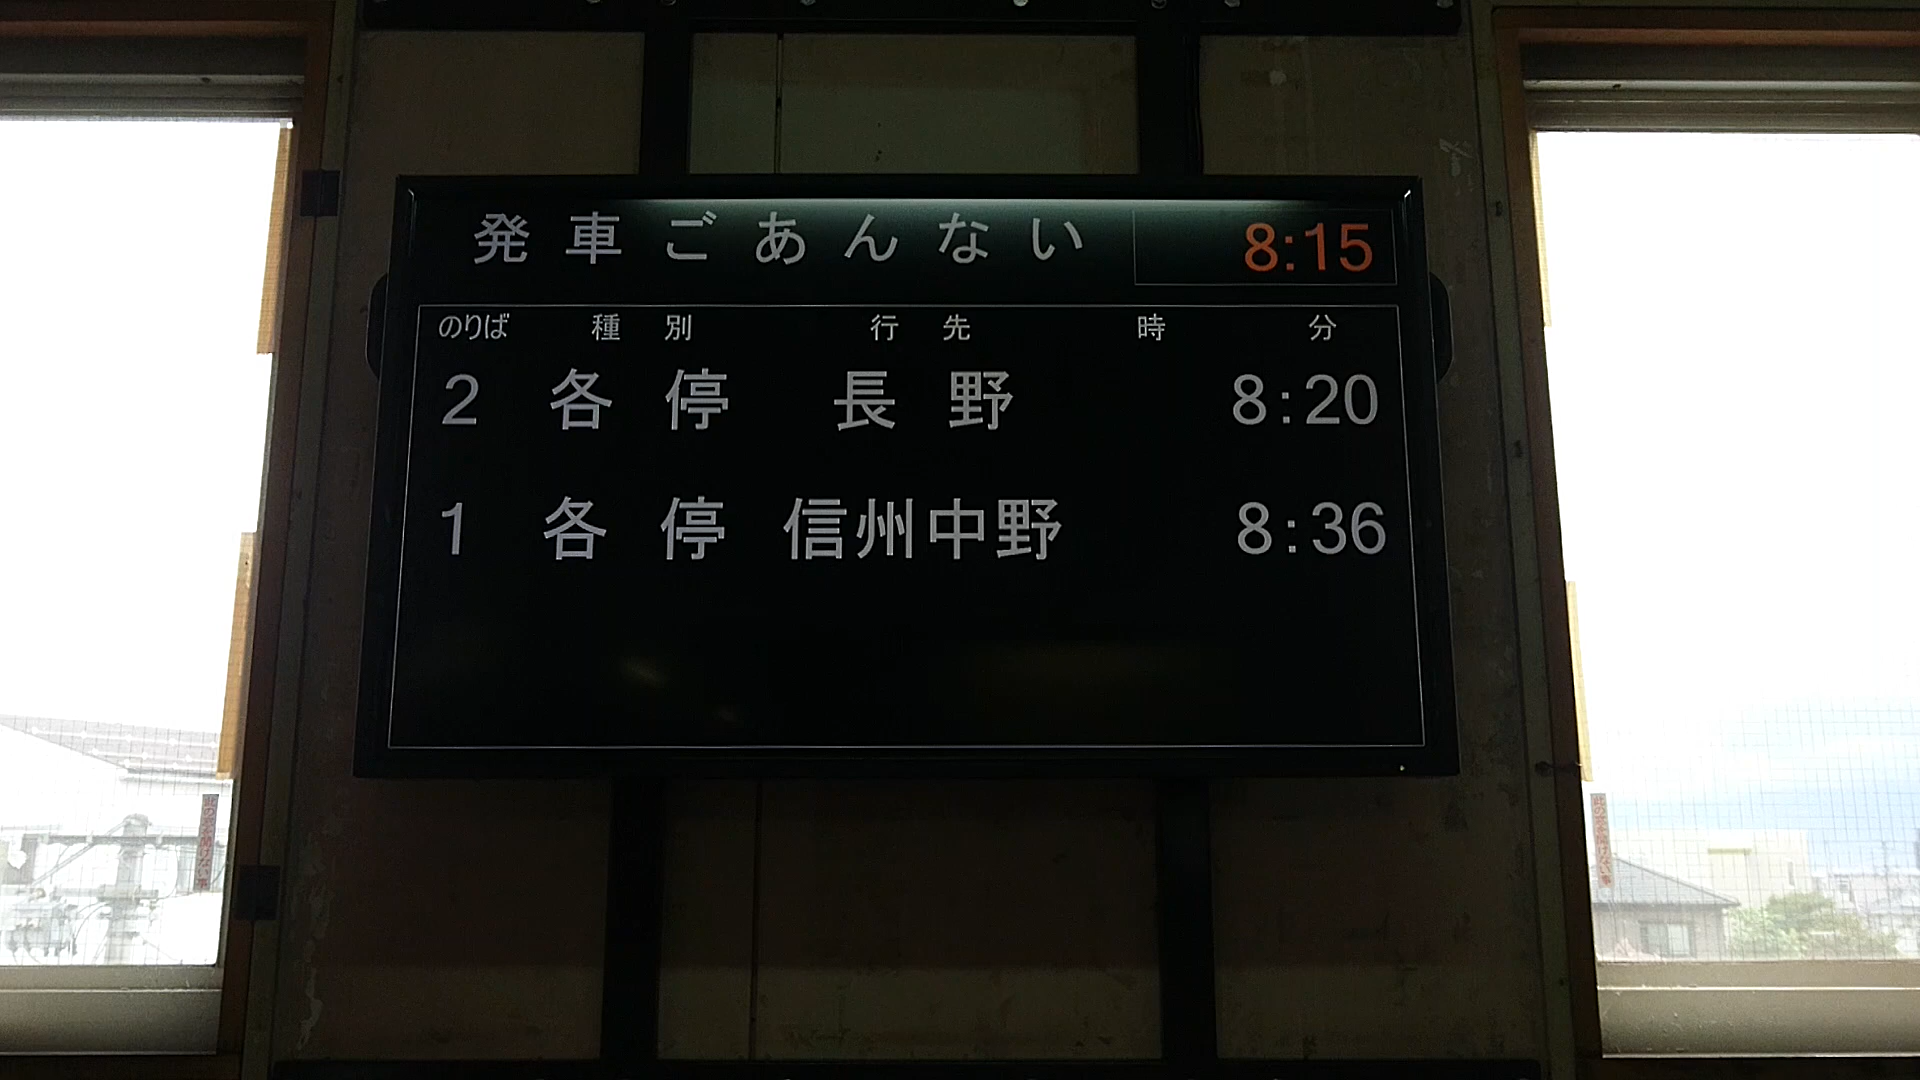 発車ごあんない 8:15
のりば 種別 行先 時 分
2 各停 長野 8:20
1 各停 信州中野 8:36